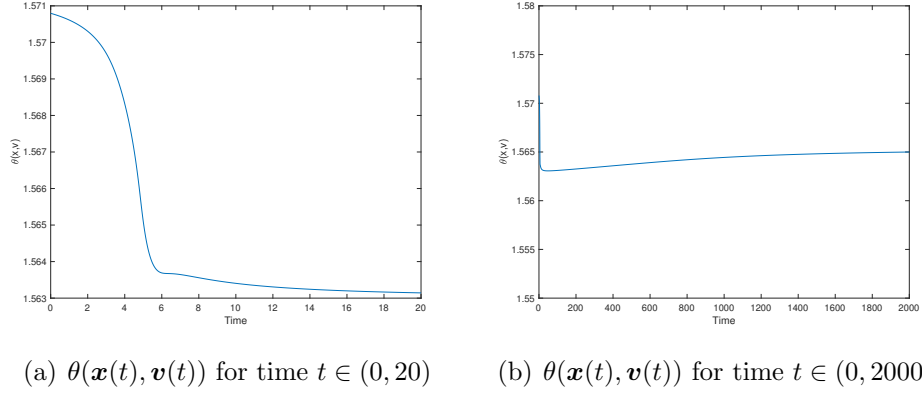 1.571
1.57
1.569
1.568
1.567
1.566
1.565
1.564
1.563
θ(x,v)
0 2 4 6 8 10 12 14 16 18 20
Time
1.58
1.575
1.57
1.565
1.56
1.555
1.55
θ(x,v)
0 200 400 600 800 1000 1200 1400 1600 1800 2000
Time
(a) θ(x(t), v(t)) for time t ∈ (0, 20)
(b) θ(x(t), v(t)) for time t ∈ (0, 2000